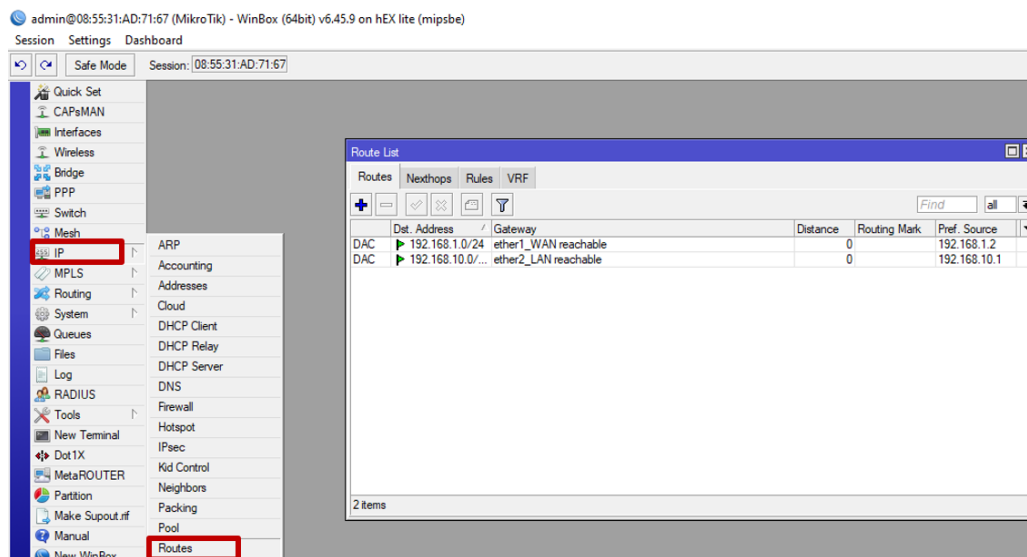 admin@08:55:31:AD:71:67 (MikroTik) - WinBox (64bit) v6.45.9 on hEX lite (mipsbe)
Session Settings Dashboard
Safe Mode Session: 08:55:31:AD:71:67
Quick Set
CAPsMAN
Interfaces
Wireless
Bridge
PPP
Switch
Mesh
IP
MPLS
Routing
System
Queues
Files
Log
RADIUS
Tools
New Terminal
Dot1X
MetaROUTER
Partition
Make Supout.rif
Manual
New WinBox
ARP
Accounting
Addresses
Cloud
DHCP Client
DHCP Relay
DHCP Server
DNS
Firewall
Hotspot
IPsec
Kid Control
Neighbors
Packing
Pool
Routes
Route List
Routes Nexthops Rules VRF
Find all
Dst. Address / Gateway Distance Routing Mark Pref. Source
DAC 192.168.1.0/24 ether1_WAN reachable 0 192.168.1.2
DAC 192.168.10.0/... ether2_LAN reachable 0 192.168.10.1
2 items